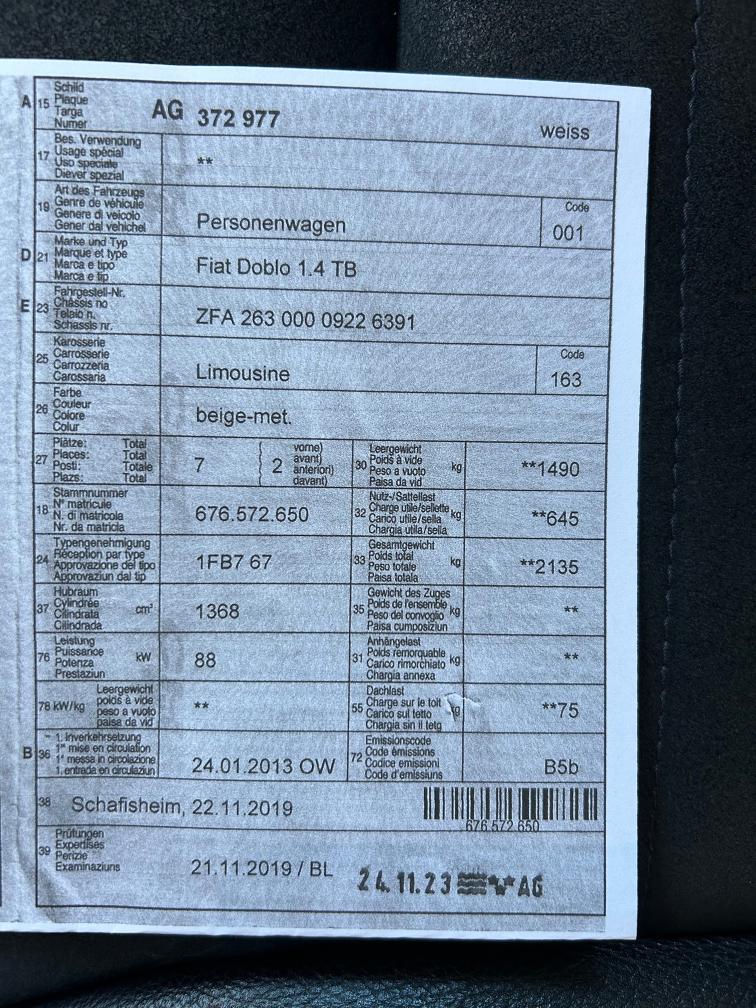 A 15 Schild
Plaque
Targa
Numer
AG 372 977 weiss
17 Bes. Verwendung
Usage spécial
Uso speciale
Diever spezial
**
19 Art des Fahrzeugs
Genre de véhicule
Genere di veicolo
Gener dal vehichel
Personenwagen
Code
001
D 21 Marke und Typ
Marque et type
Marca e tipo
Marca e tip
Fiat Doblo 1.4 TB
E 23 Fahrgestell-Nr.
Châssis no
Telaio n.
Schassis nr.
ZFA 263 000 0922 6391
25 Karosserie
Carrosserie
Carrozzeria
Carossaria
Limousine
Code
163
26 Farbe
Couleur
Colore
Colur
beige-met.
27 Plätze: Total
Places: Total
Posti: Totale
Plazs: Total
7
2 vorne)
avant)
anteriori)
davant)
30 Leergewicht
Poids à vide
Peso a vuoto
Paisa da vid
kg
**1490
18 Stammnummer
N° matricule
N. di matricola
Nr. da matricla
676.572.650
32 Nutz-/Sattellast
Charge utile/sellette
Carico utile/sella
Chargia utila/sella
kg
**645
24 Typengenehmigung
Réception par type
Approvazione del tipo
Approvaziun dal tip
1FB7 67
33 Gesamtgewicht
Poids total
Peso totale
Paisa totala
kg
**2135
37 Hubraum
Cylindrée
Cilindrata
Cilindrada
cm³
1368
35 Gewicht des Zuges
Poids de l'ensemble
Peso del convoglio
Paisa cumposiziun
kg
**
76 Leistung
Puissance
Potenza
Prestaziun
kW
88
31 Anhängelast
Poids remorquable
Carico rimorchiato
Chargia annexa
kg
**
78 kW/kg Leergewicht
poids à vide
peso a vuoto
paisa da vid
**
55 Dachlast
Charge sur le toit
Carico sul tetto
Chargia sin il tetg
kg
**75
B 36 1. Inverkehrsetzung
1re mise en circulation
1a messa in circolazione
1. entrada en circulaziun
24.01.2013 OW
72 Emissionscode
Code émissions
Codice emissioni
Code d'emissiuns
B5b
38 Schafisheim, 22.11.2019
676 572 650
39 Prüfungen
Expertises
Perizie
Examinaziuns
21.11.2019 / BL
24.11.23 AG